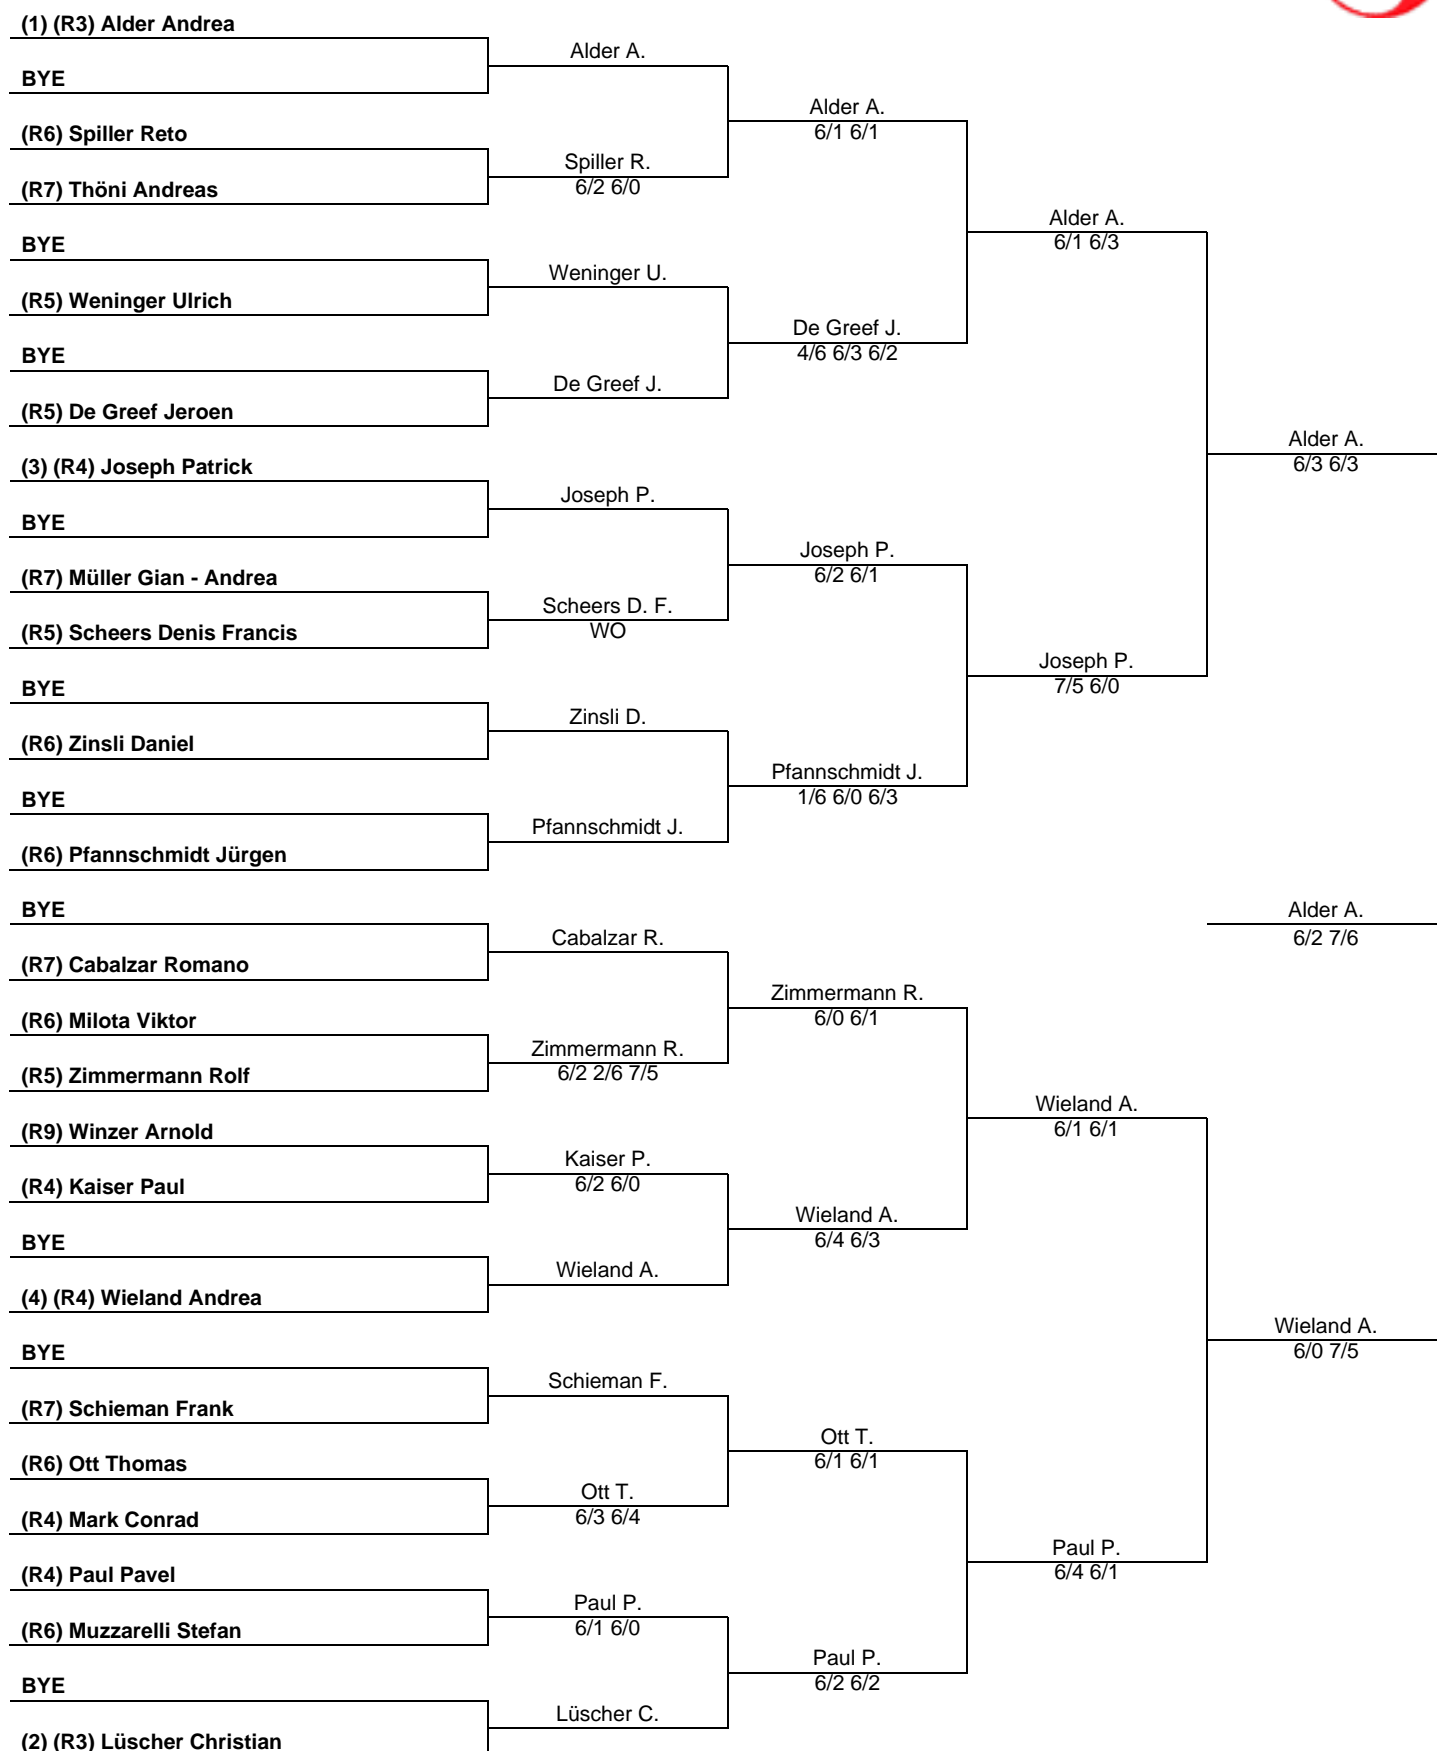 (1) (R3) Alder Andrea
BYE
(R6) Spiller Reto
(R7) Thöni Andreas
BYE
(R5) Weninger Ulrich
BYE
(R5) De Greef Jeroen
(3) (R4) Joseph Patrick
BYE
(R7) Müller Gian - Andrea
(R5) Scheers Denis Francis
BYE
(R6) Zinsli Daniel
BYE
(R6) Pfannschmidt Jürgen
BYE
(R7) Cabalzar Romano
(R6) Milota Viktor
(R5) Zimmermann Rolf
(R9) Winzer Arnold
(R4) Kaiser Paul
BYE
(4) (R4) Wieland Andrea
BYE
(R7) Schieman Frank
(R6) Ott Thomas
(R4) Mark Conrad
(R4) Paul Pavel
(R6) Muzzarelli Stefan
BYE
(2) (R3) Lüscher Christian
Alder A.
Spiller R.
6/2 6/0
Weninger U.
De Greef J.
Joseph P.
Scheers D. F.
WO
Zinsli D.
Pfannschmidt J.
Cabalzar R.
Zimmermann R.
6/2 2/6 7/5
Kaiser P.
6/2 6/0
Wieland A.
Schieman F.
Ott T.
6/3 6/4
Paul P.
6/1 6/0
Lüscher C.
Alder A.
6/1 6/1
De Greef J.
4/6 6/3 6/2
Joseph P.
6/2 6/1
Pfannschmidt J.
1/6 6/0 6/3
Zimmermann R.
6/0 6/1
Wieland A.
6/4 6/3
Ott T.
6/1 6/1
Paul P.
6/2 6/2
Alder A.
6/1 6/3
Joseph P.
7/5 6/0
Wieland A.
6/1 6/1
Paul P.
6/4 6/1
Alder A.
6/3 6/3
Alder A.
6/2 7/6
Wieland A.
6/0 7/5